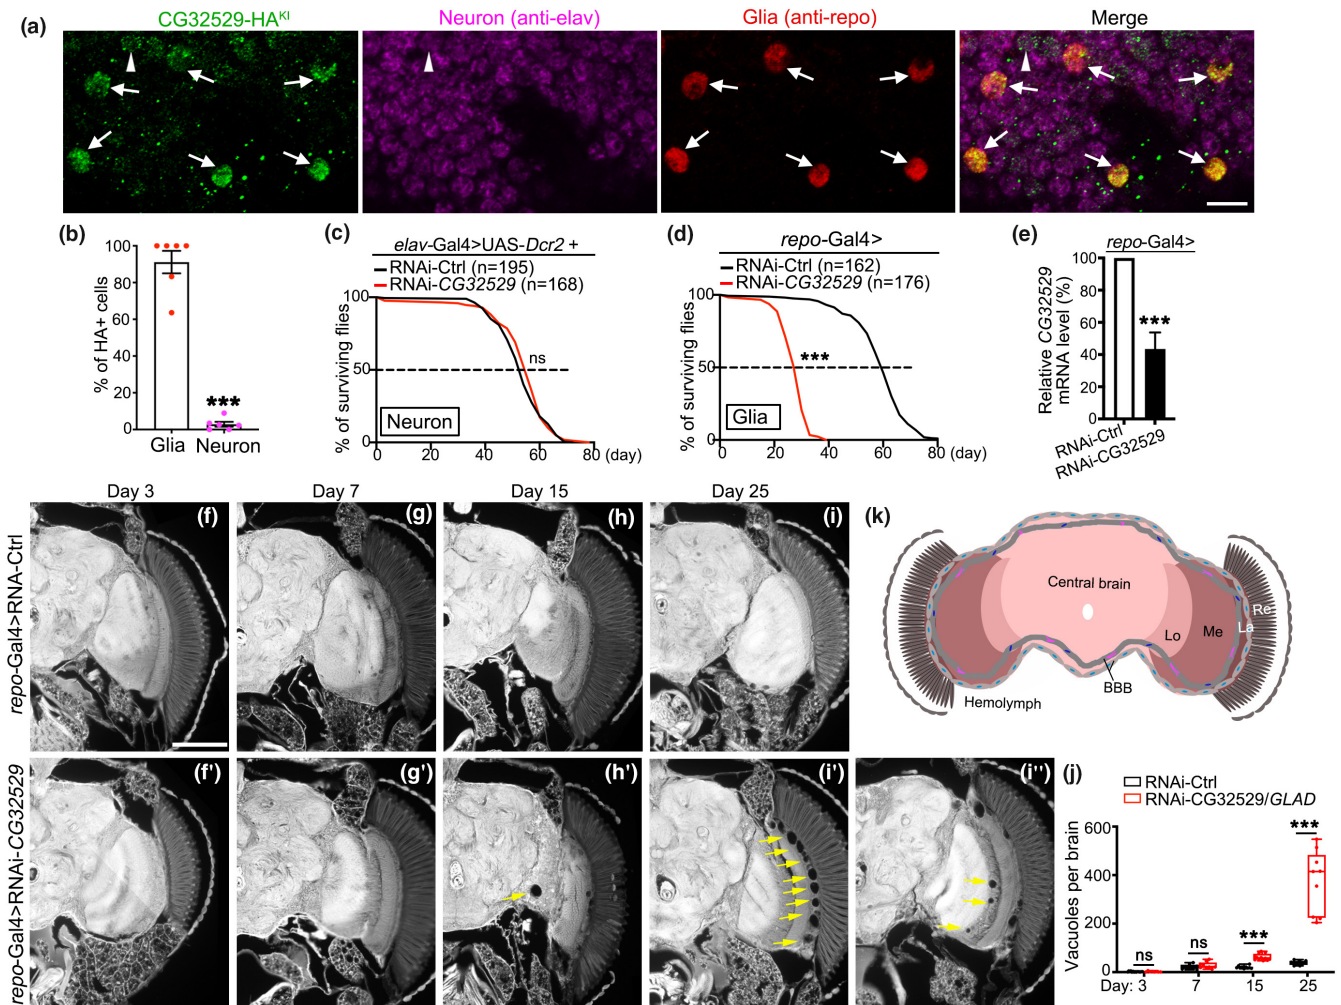 (a)
CG32529-HAKI
Neuron (anti-elav)
Glia (anti-repo)
Merge
(b)
% of HA+ cells
100
80
60
40
20
0
***
Glia Neuron
(c)
elav-Gal4>UAS-Dcr2 +
RNAi-Ctrl (n=195)
RNAi-CG32529 (n=168)
% of surviving flies
100
50
0
ns
Neuron
0 20 40 60 80 (day)
(d)
repo-Gal4>
RNAi-Ctrl (n=162)
RNAi-CG32529 (n=176)
% of surviving flies
100
50
0
***
Glia
0 20 40 60 80 (day)
(e)
repo-Gal4>
Relative CG32529
mRNA level (%)
100
80
60
40
20
0
***
RNAi-Ctrl
RNAi-CG32529
Day 3
Day 7
Day 15
Day 25
repo-Gal4>RNA-Ctrl
(f)
(g)
(h)
(i)
repo-Gal4>RNAi-CG32529
(f')
(g')
(h')
(i')
(i'')
(k)
Central brain
Re
La
Me
Lo
BBB
Hemolymph
(j)
RNAi-Ctrl
RNAi-CG32529/GLAD
Vacuoles per brain
600
400
200
0
ns
ns
***
***
Day: 3 7 15 25